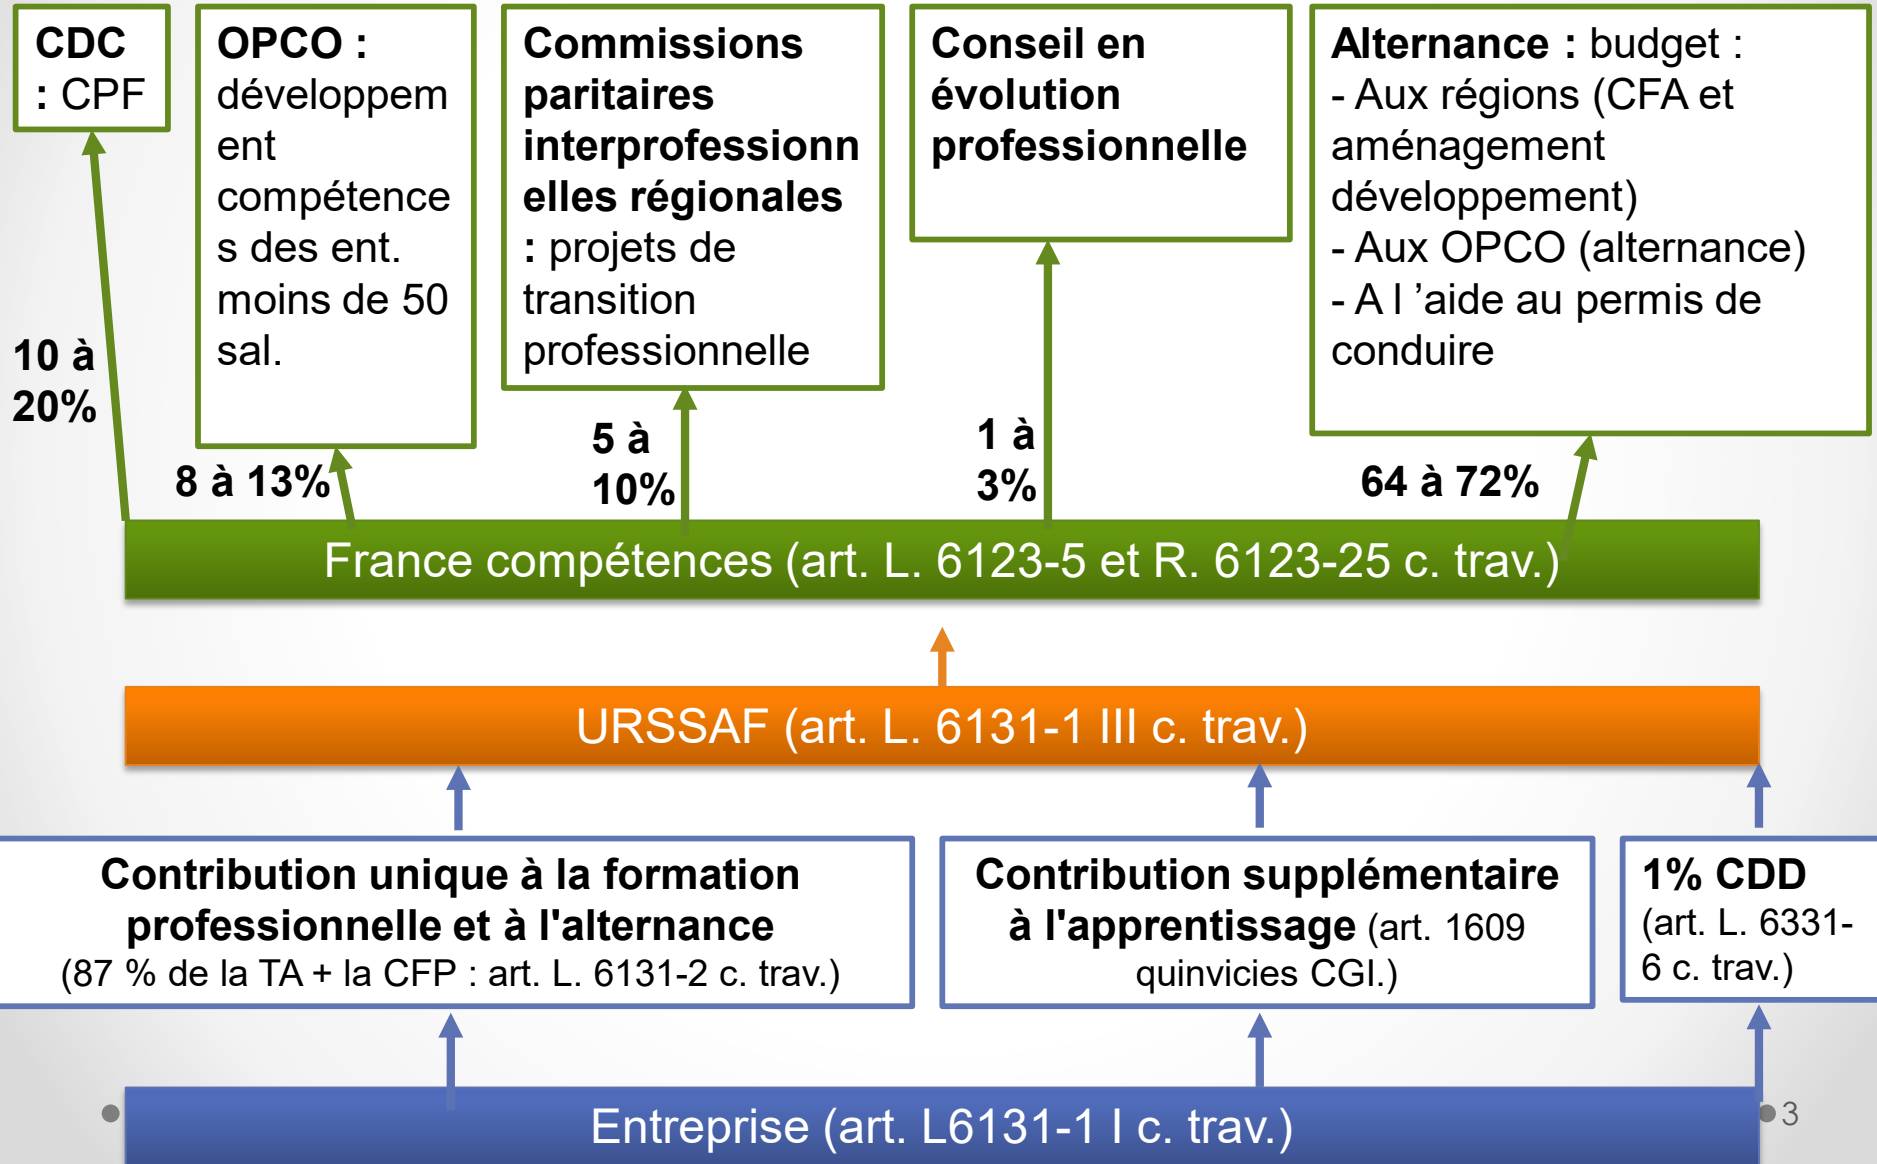 CDC
: CPF
OPCO :
développem
ent
compétence
s des ent.
moins de 50
sal.
Commissions
paritaires
interprofessionn
elles régionales
: projets de
transition
professionnelle
Conseil en
évolution
professionnelle
Alternance : budget :
- Aux régions (CFA et
aménagement
développement)
- Aux OPCO (alternance)
- A l ’aide au permis de
conduire
10 à
20%
8 à 13%
5 à
10%
1 à
3%
64 à 72%
France compétences (art. L. 6123-5 et R. 6123-25 c. trav.)
URSSAF (art. L. 6131-1 III c. trav.)
Contribution unique à la formation
professionnelle et à l'alternance
(87 % de la TA + la CFP : art. L. 6131-2 c. trav.)
Contribution supplémentaire
à l'apprentissage (art. 1609
quinvicies CGI.)
1% CDD
(art. L. 6331-
6 c. trav.)
Entreprise (art. L6131-1 I c. trav.)
3